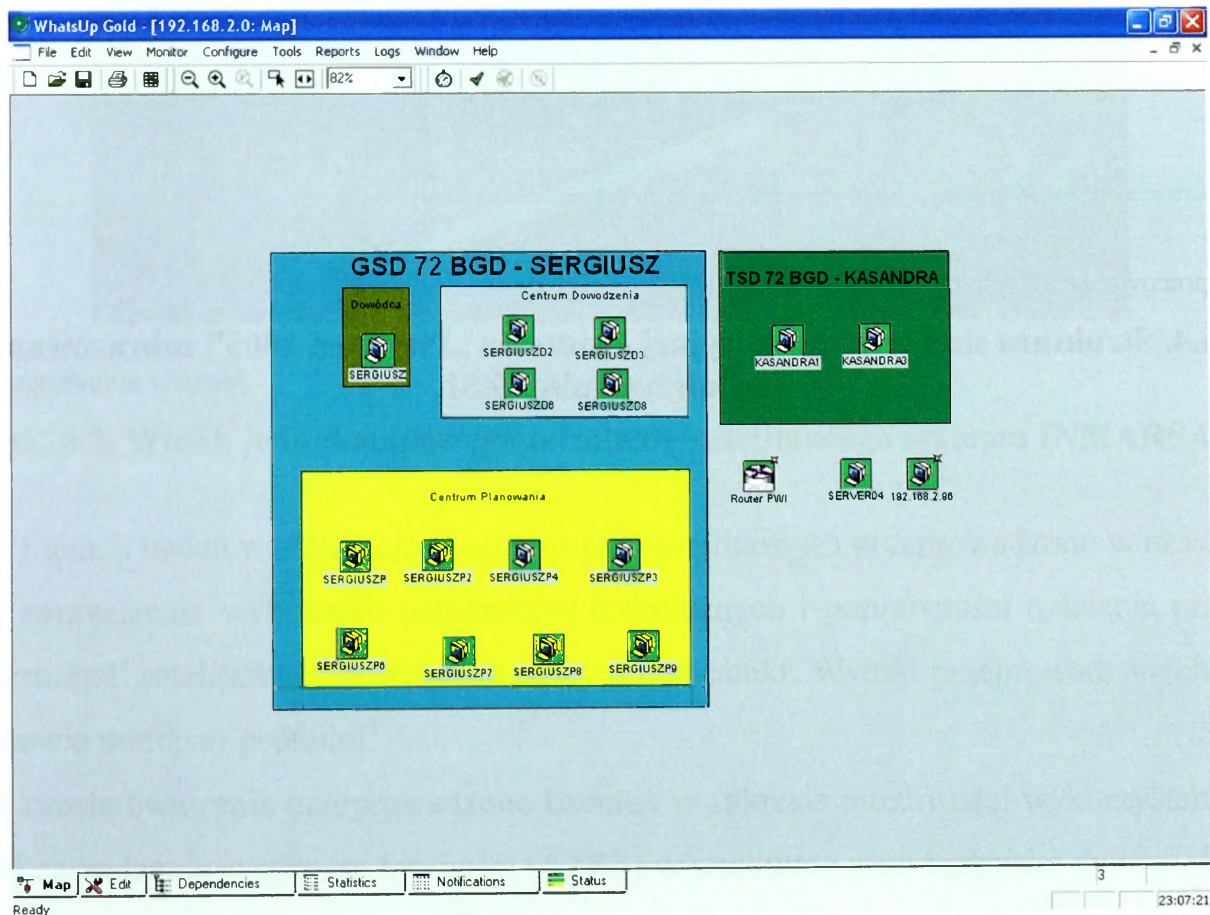 WhatsUp Gold - [192.168.2.0: Map]
File Edit View Monitor Configure Tools Reports Logs Window Help
82%
GSD 72 BGD - SERGIUSZ
TSD 72 BGD - KASANDRA
Dowódca
SERGIUSZ
Centrum Dowodzenia
SERGIUSZD2
SERGIUSZD3
SERGIUSZD6
SERGIUSZD8
KASANDRA1
KASANDRA3
Router PWI
SERVER04
192.168.2.96
Centrum Planowania
SERGIUSZP
SERGIUSZP2
SERGIUSZP4
SERGIUSZP3
SERGIUSZP6
SERGIUSZP7
SERGIUSZP8
SERGIUSZP9
Map Edit Dependencies Statistics Notifications Status
3
Ready
23:07:21